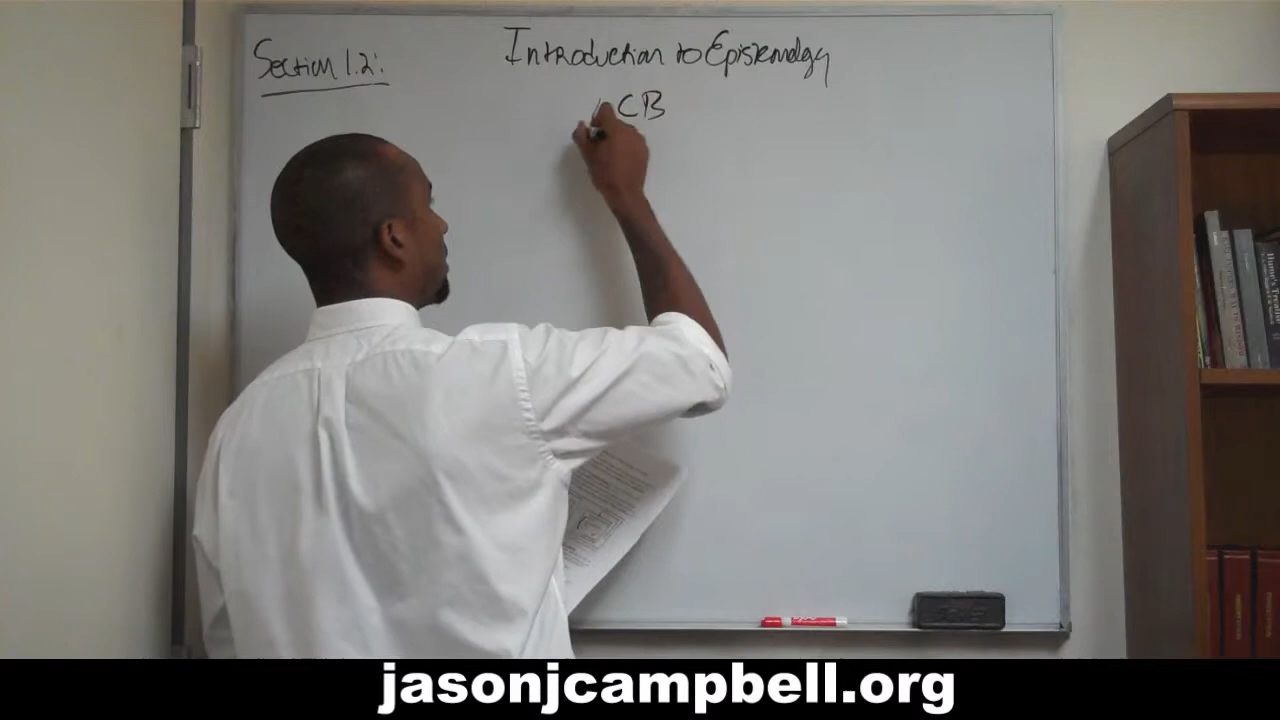 Section 1.2:
Introduction to Epistemology
CB
jasonjcampbell.org